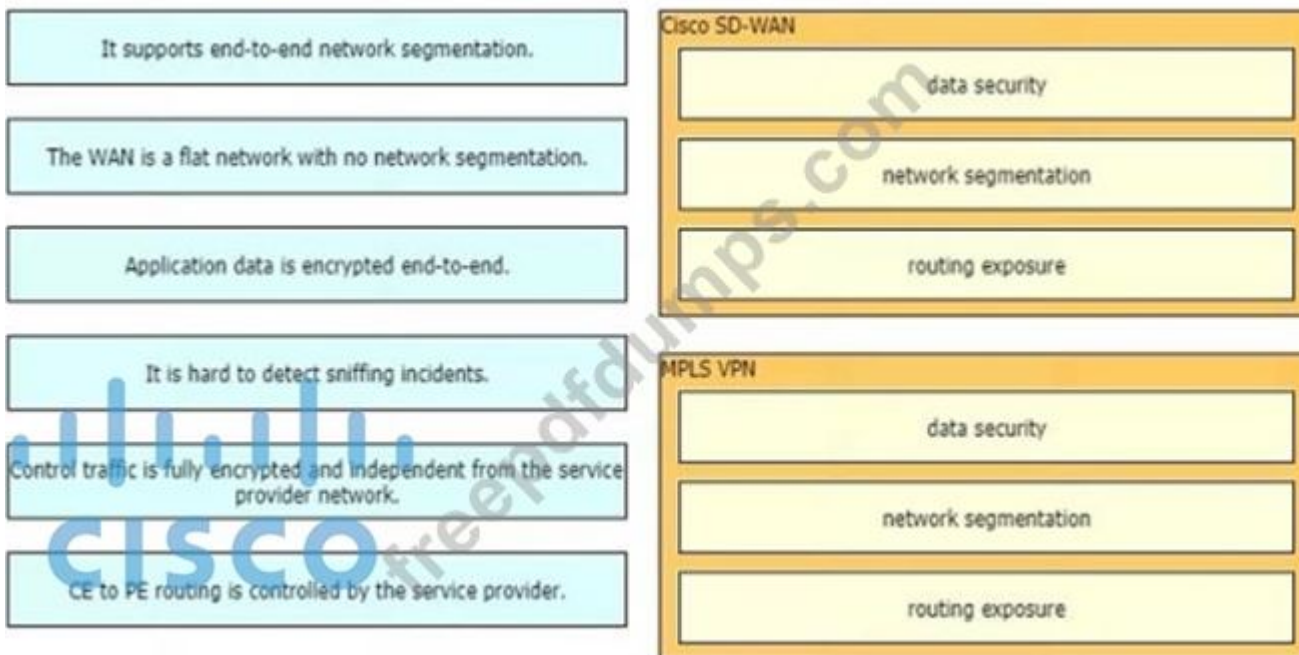 It supports end-to-end network segmentation.
The WAN is a flat network with no network segmentation.
Application data is encrypted end-to-end.
It is hard to detect sniffing incidents.
Control traffic is fully encrypted and independent from the service
provider network.
CE to PE routing is controlled by the service provider.
Cisco SD-WAN
data security
network segmentation
routing exposure
MPLS VPN
data security
network segmentation
routing exposure
CISCO
freepdfdumps.com